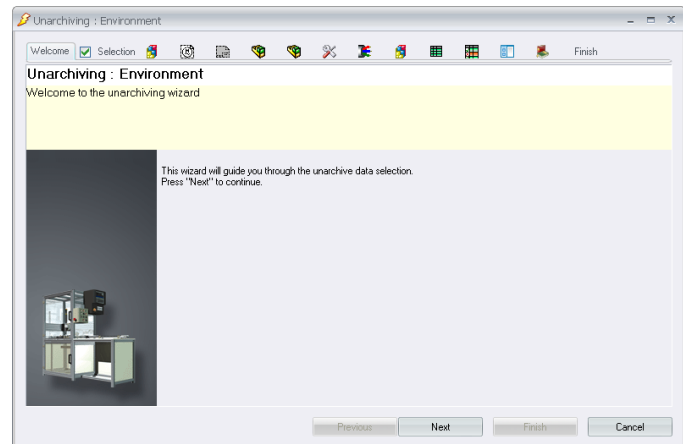 Unarchiving : Environment
Welcome Selection Finish
Unarchiving : Environment
Welcome to the unarchiving wizard
This wizard will guide you through the unarchive data selection.
Press "Next" to continue.
Previous Next Finish Cancel